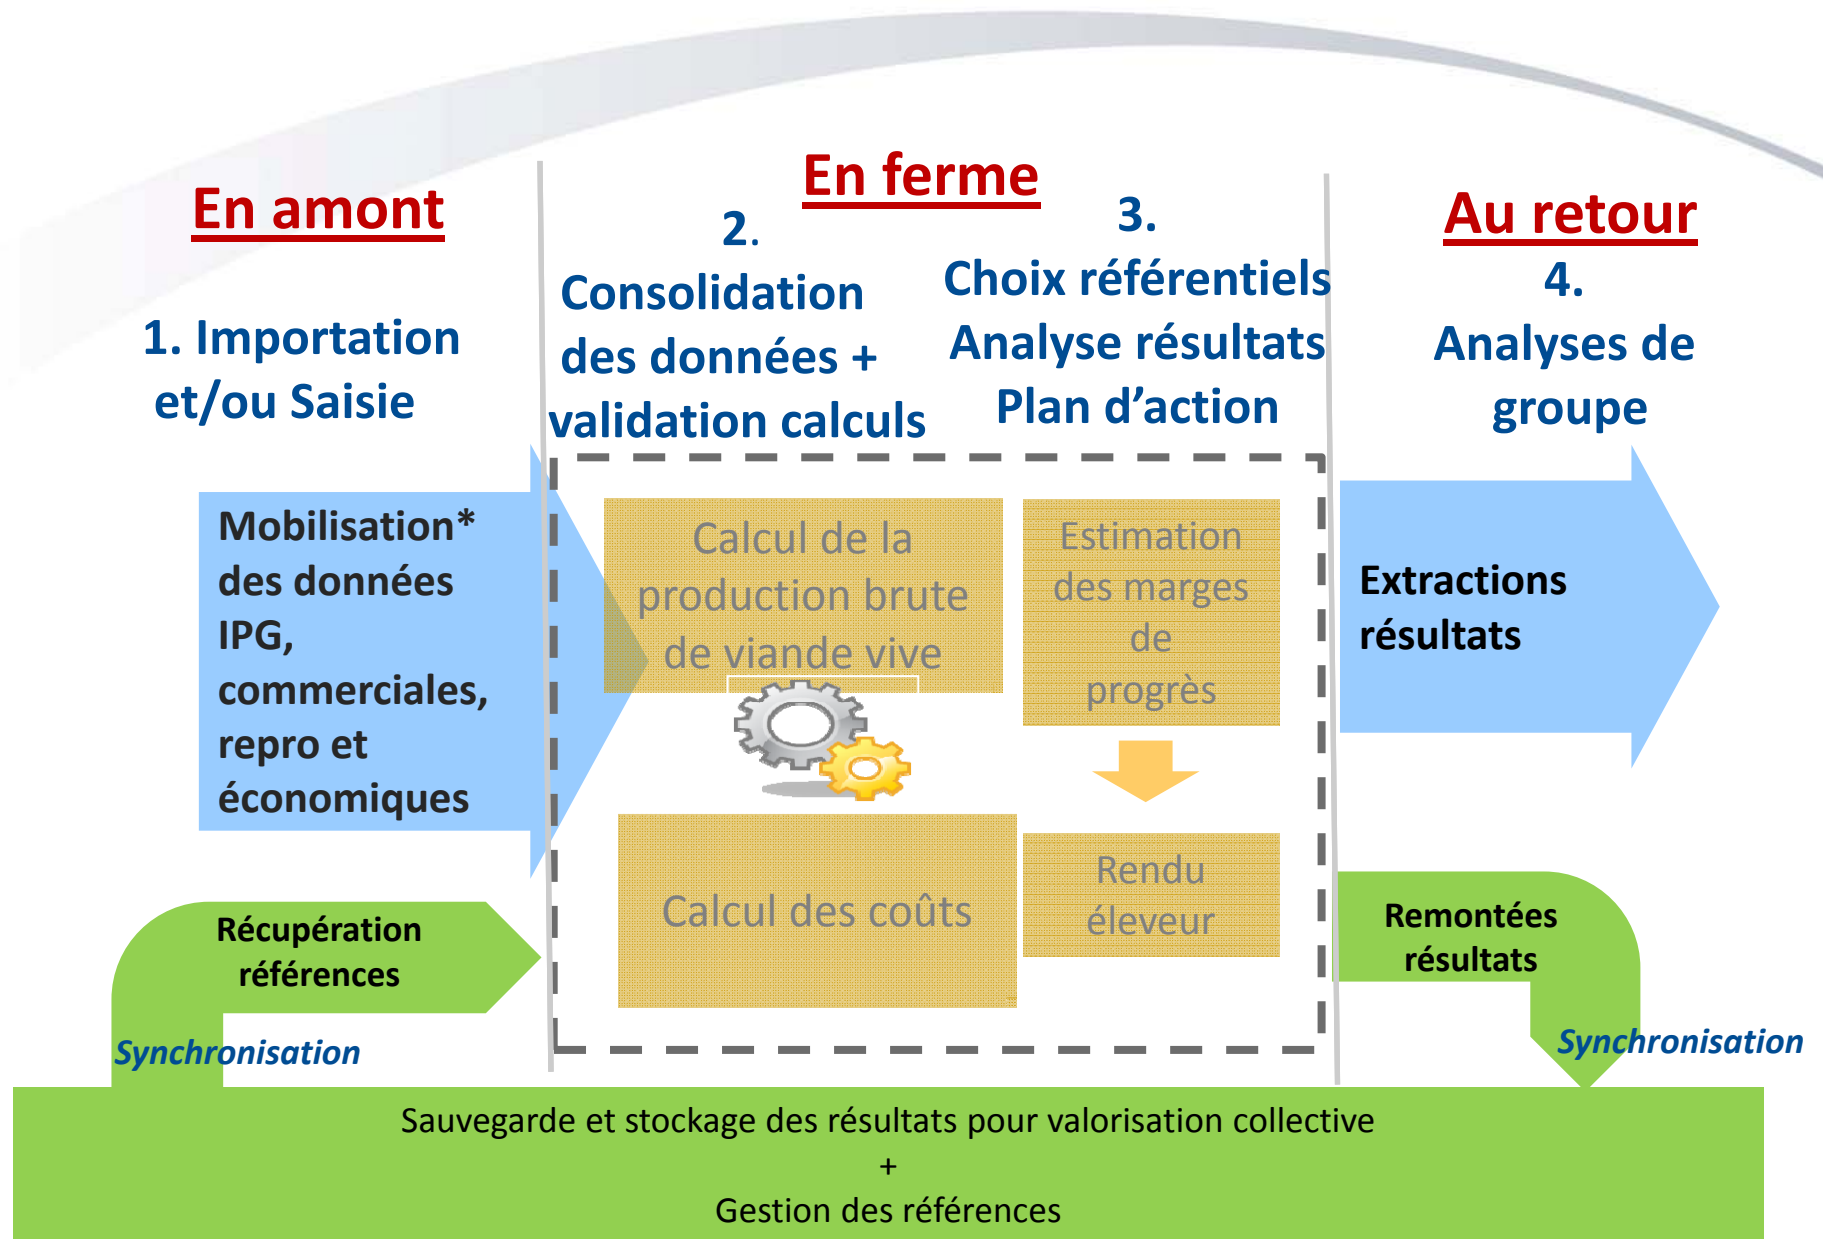 En amont
1. Importation
et/ou Saisie
Mobilisation*
des données
IPG,
commerciales,
repro et
économiques
Récupération
références
Synchronisation
En ferme
2.
Consolidation
des données +
validation calculs
Calcul de la
production brute
de viande vive
Calcul des coûts
3.
Choix référentiels
Analyse résultats
Plan d’action
Estimation
des marges
de
progrès
Rendu
éleveur
Au retour
4.
Analyses de
groupe
Extractions
résultats
Remontées
résultats
Synchronisation
Sauvegarde et stockage des résultats pour valorisation collective
+
Gestion des références